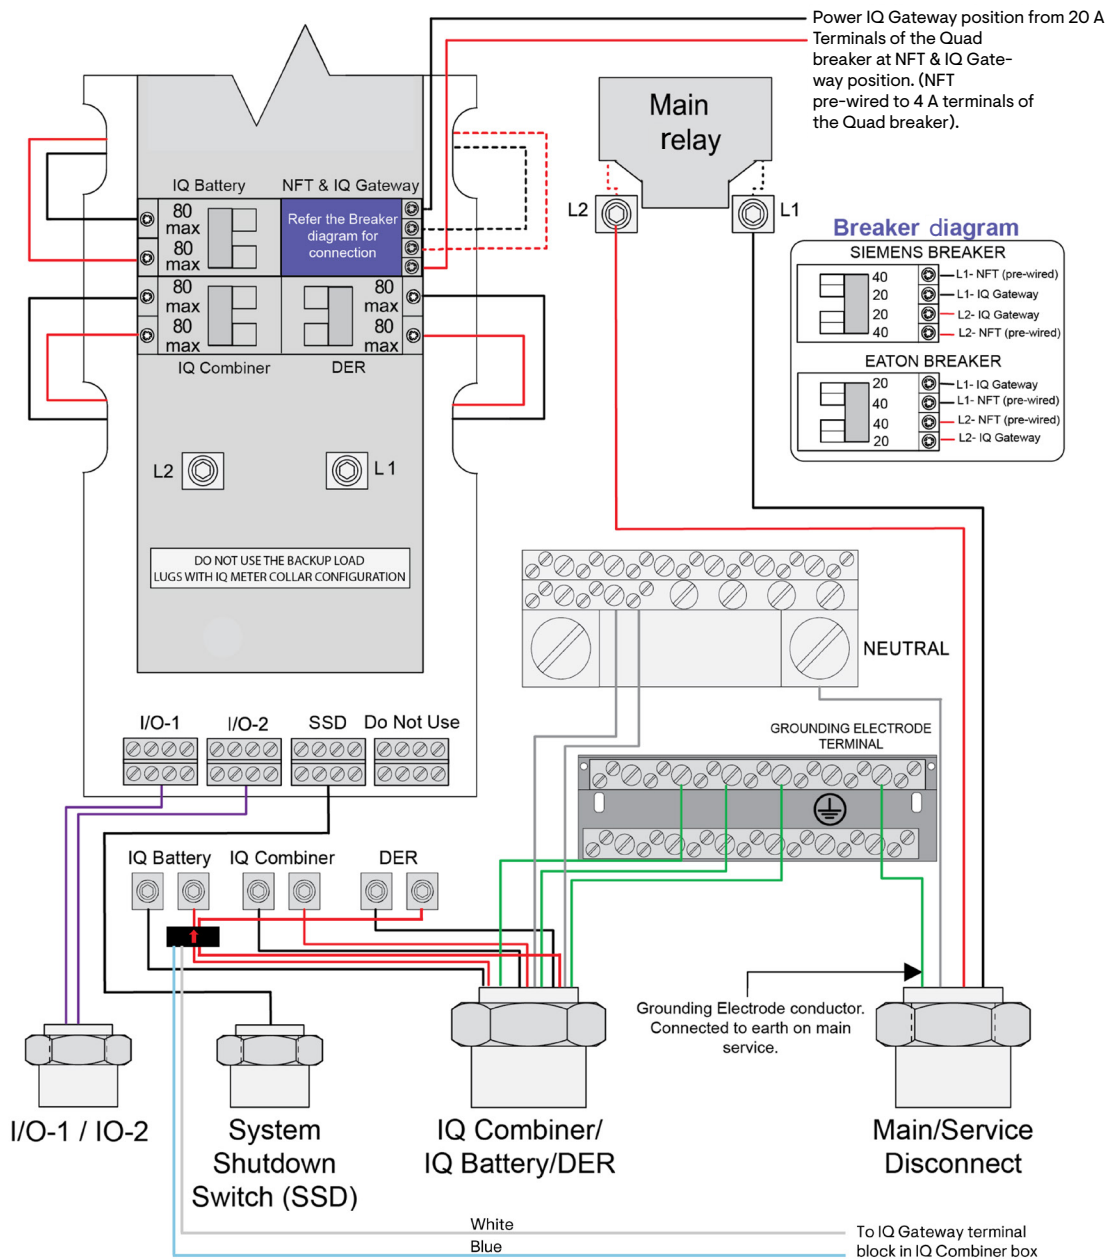 Power IQ Gateway position from 20 A
Terminals of the Quad
breaker at NFT & IQ Gate-
way position. (NFT
pre-wired to 4 A terminals of
the Quad breaker).
Main
relay
L2
L1
IQ Battery
NFT & IQ Gateway
80
max
80
max
Refer the Breaker
diagram for
connection
80
max
80
max
80
max
80
max
IQ Combiner
DER
L2
L1
DO NOT USE THE BACKUP LOAD
LUGS WITH IQ METER COLLAR CONFIGURATION
Breaker diagram
SIEMENS BREAKER
40
L1- NFT (pre-wired)
20
L1- IQ Gateway
20
L2- IQ Gateway
40
L2- NFT (pre-wired)
EATON BREAKER
20
L1- IQ Gateway
40
L1- NFT (pre-wired)
40
L2- NFT (pre-wired)
20
L2- IQ Gateway
NEUTRAL
GROUNDING ELECTRODE
TERMINAL
I/O-1
I/O-2
SSD
Do Not Use
IQ Battery
IQ Combiner
DER
Grounding Electrode conductor.
Connected to earth on main
service.
I/O-1 / IO-2
System
Shutdown
Switch (SSD)
IQ Combiner/
IQ Battery/DER
Main/Service
Disconnect
White
Blue
To IQ Gateway terminal
block in IQ Combiner box